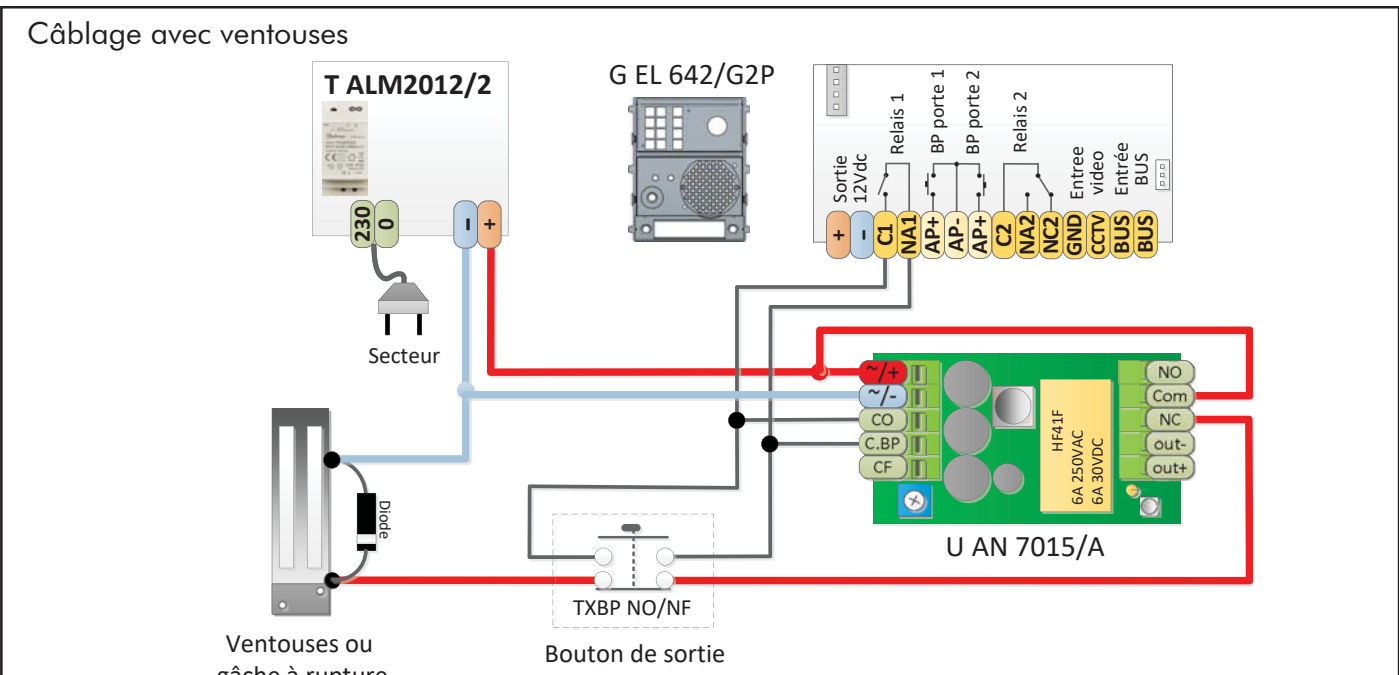 Câblage avec ventouses
T ALM2012/2
G EL 642/G2P
230
0
-
+
Secteur
Sortie
12Vdc
Relais 1
BP porte 1
BP porte 2
Relais 2
Entree
video
Entrée
BUS
+
-
C1
NA1
AP+
AP-
AP+
C2
NA2
NC2
GND
CCTV
BUS
BUS
~/+
~/-
CO
C.BP
CF
HF41F
6A 250VAC
6A 30VDC
NO
Com
NC
out-
out+
U AN 7015/A
Diode
TXBP NO/NF
Bouton de sortie
Ventouses ou
gâche à rupture